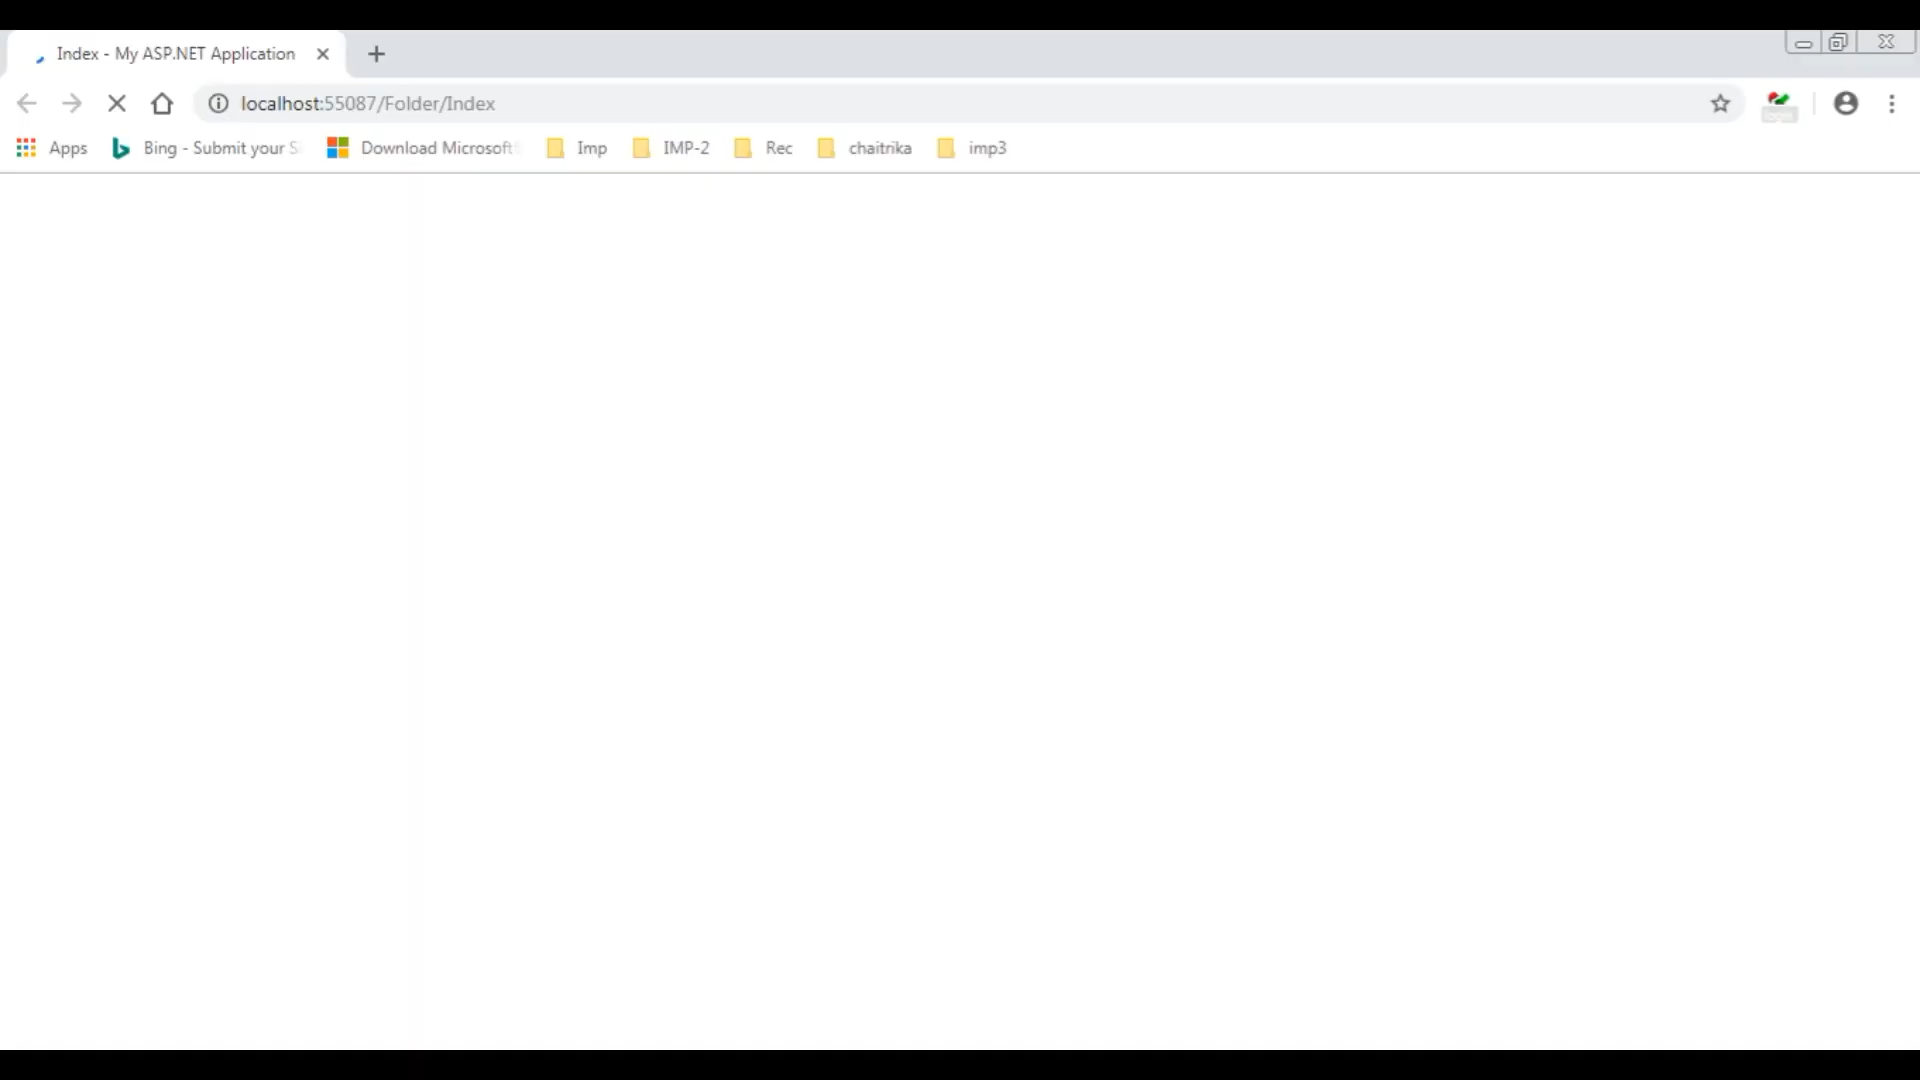 Index - My ASP.NET Application
localhost:55087/Folder/Index
Apps
Bing - Submit your
Download Microsoft
Imp
IMP-2
Rec
chaitrika
imp3